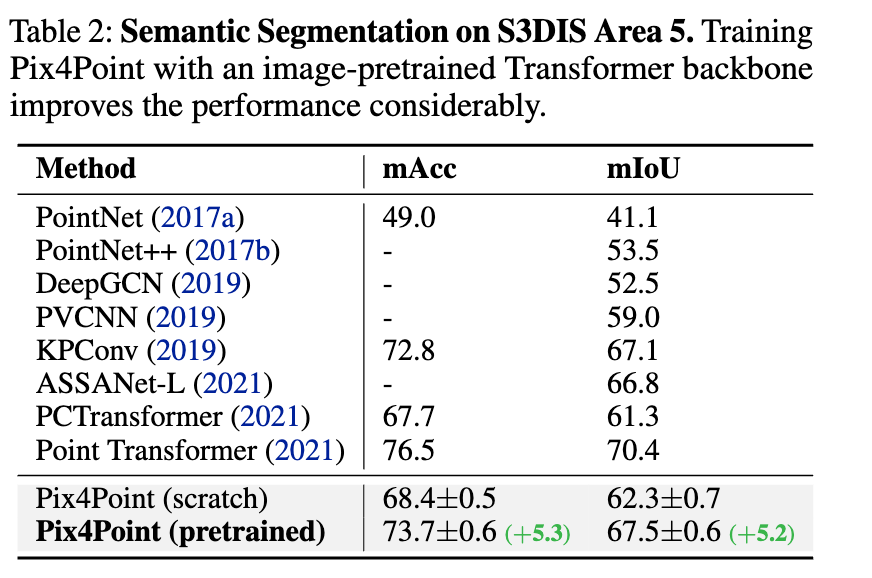 Table 2: Semantic Segmentation on S3DIS Area 5. Training
Pix4Point with an image-pretrained Transformer backbone
improves the performance considerably.
Method mAcc mIoU
PointNet (2017a) 49.0 41.1
PointNet++ (2017b) - 53.5
DeepGCN (2019) - 52.5
PVCNN (2019) - 59.0
KPConv (2019) 72.8 67.1
ASSANet-L (2021) - 66.8
PCTransformer (2021) 67.7 61.3
Point Transformer (2021) 76.5 70.4
Pix4Point (scratch) 68.4±0.5 62.3±0.7
Pix4Point (pretrained) 73.7±0.6 (+5.3) 67.5±0.6 (+5.2)